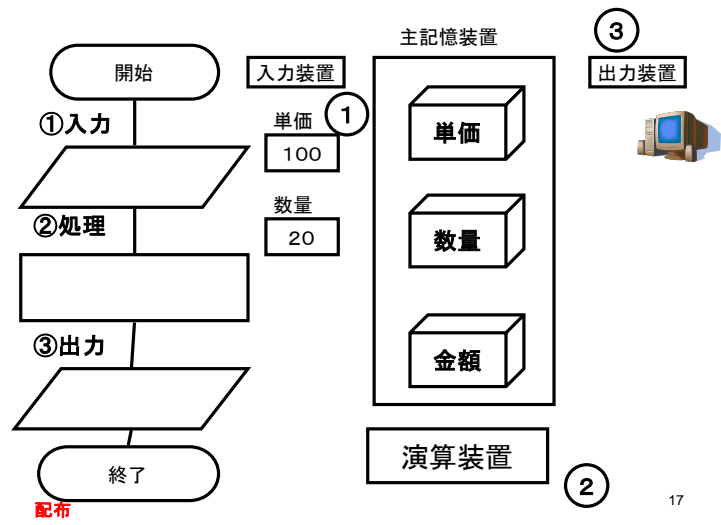 主記憶装置
③
開始
入力装置
出力装置
①入力
単価
①
100
単価
②処理
数量
20
数量
③出力
金額
演算装置
終了
②
配布
17